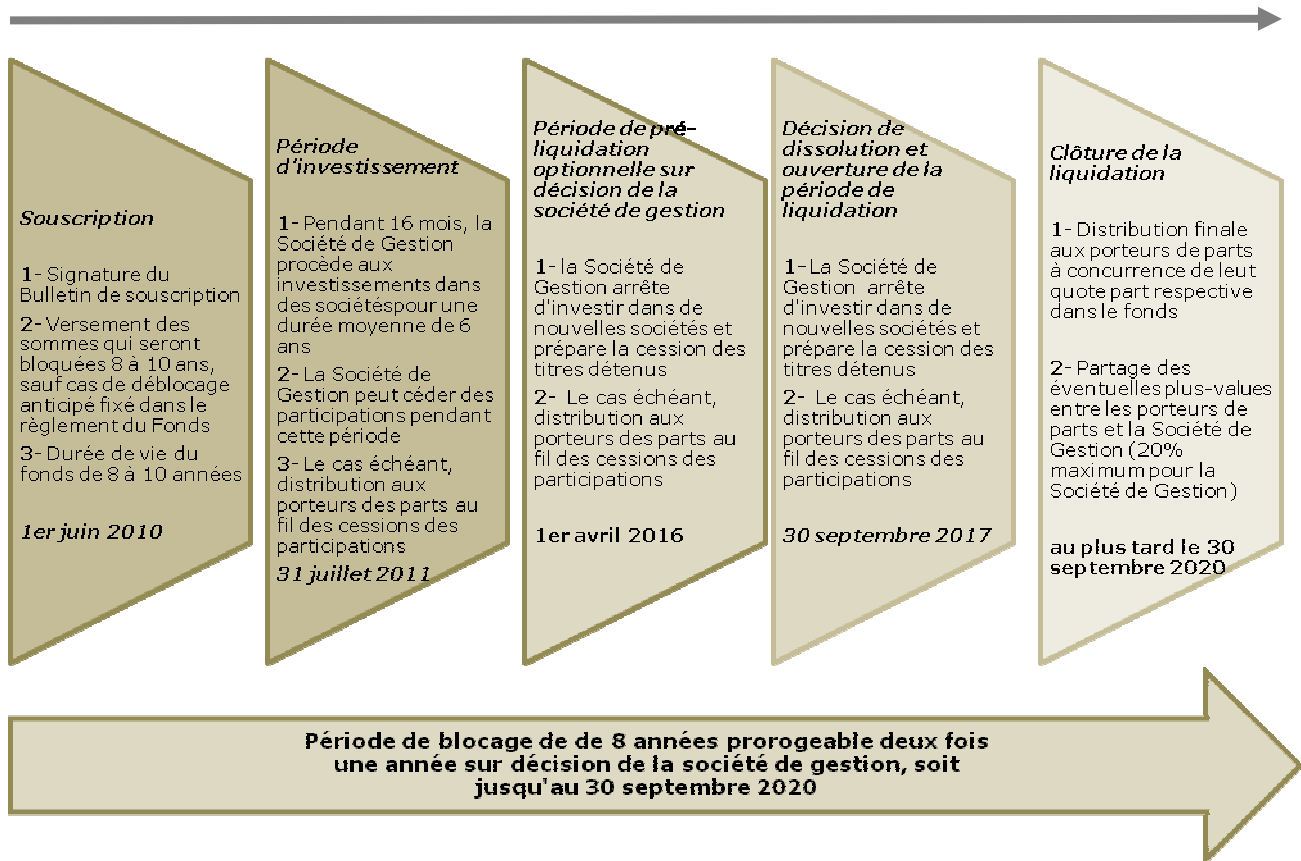 Souscription
1- Signature du
Bulletin de souscription
2- Versement des
sommes qui seront
bloquées 8 à 10 ans,
sauf cas de déblocage
anticipé fixé dans le
règlement du Fonds
3- Durée de vie du
fonds de 8 à 10 années
1er juin 2010
Période
d'investissement
1- Pendant 16 mois, la
Société de Gestion
procède aux
investissements dans
des sociétéspour une
durée moyenne de 6
ans
2- La Société de
Gestion peut céder des
participations pendant
cette période
3- Le cas échéant,
distribution aux
porteurs des parts au
fil des cessions des
participations
31 juillet 2011
Période de pré-
liquidation
optionnelle sur
décision de la
société de gestion
1- la Société de
Gestion arrête
d'investir dans de
nouvelles sociétés et
prépare la cession des
titres détenus
2- Le cas échéant,
distribution aux
porteurs des parts au
fil des cessions des
participations
1er avril 2016
Décision de
dissolution et
ouverture de la
période de
liquidation
1-La Société de
Gestion arrête
d'investir dans de
nouvelles sociétés et
prépare la cession des
titres détenus
2- Le cas échéant,
distribution aux
porteurs des parts au
fil des cessions des
participations
30 septembre 2017
Clôture de la
liquidation
1- Distribution finale
aux porteurs de parts
à concurrence de leut
quote part respective
dans le fonds
2- Partage des
éventuelles plus-values
entre les porteurs de
parts et la Société de
Gestion (20%
maximum pour la
Société de Gestion)
au plus tard le 30
septembre 2020
Période de blocage de de 8 années prorogeable deux fois
une année sur décision de la société de gestion, soit
jusqu'au 30 septembre 2020